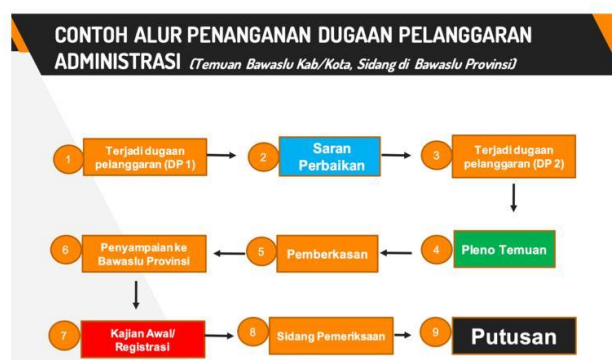 CONTOH ALUR PENANGANAN DUGAAN PELANGGARAN
ADMINISTRASI (Temuan Bawaslu Kab/Kota, Sidang di Bawaslu Provinsi)
1
Terjadi dugaan
pelanggaran (DP 1)
2
Saran
Perbaikan
3
Terjadi dugaan
pelanggaran (DP 2)
4
Pleno Temuan
5
Pemberkasan
6
Penyampaian ke
Bawaslu Provinsi
7
Kajian Awal/
Registrasi
8
Sidang Pemeriksaan
9
Putusan